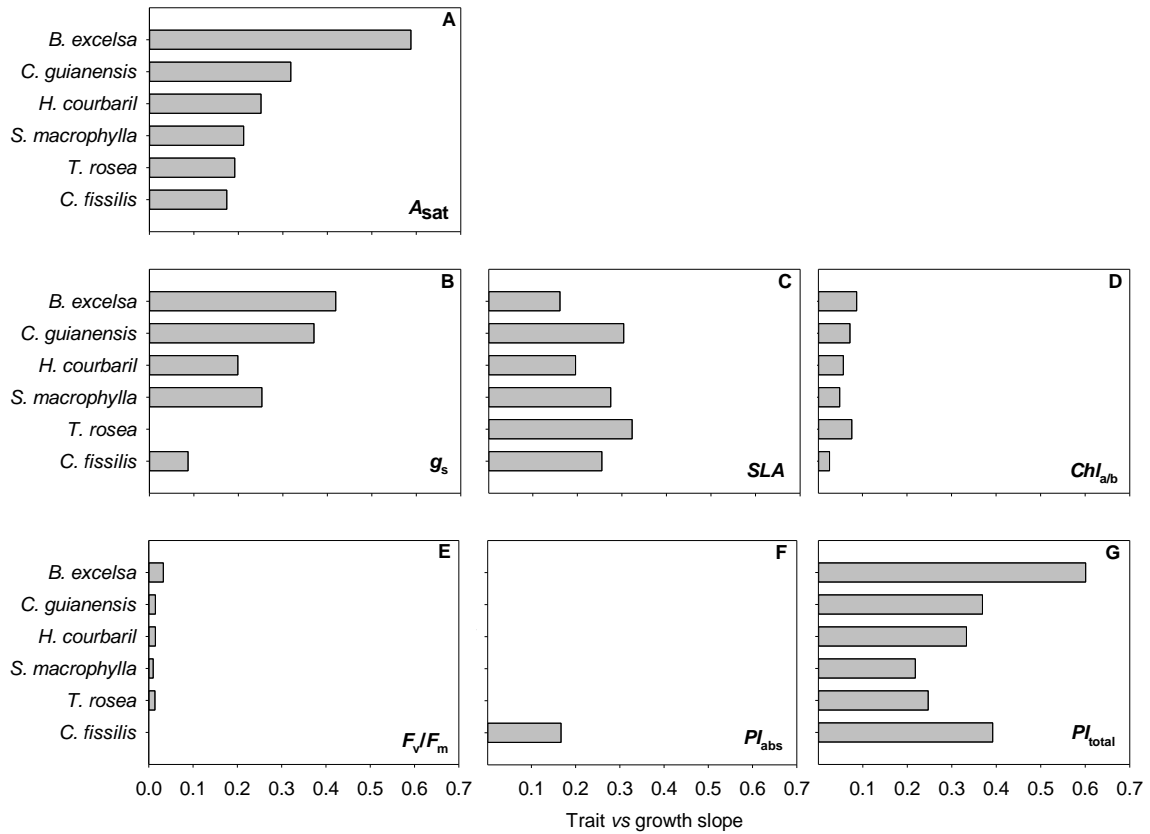 A
B. excelsa
C. guianensis
H. courbaril
S. macrophylla
T. rosea
C. fissilis
Asat
B
C
D
B. excelsa
C. guianensis
H. courbaril
S. macrophylla
T. rosea
C. fissilis
gs
SLA
Chla/b
E
F
G
B. excelsa
C. guianensis
H. courbaril
S. macrophylla
T. rosea
C. fissilis
Fv/Fm
PIabs
PItotal
0.0 0.1 0.2 0.3 0.4 0.5 0.6 0.7
0.1 0.2 0.3 0.4 0.5 0.6 0.7
0.1 0.2 0.3 0.4 0.5 0.6 0.7
Trait vs growth slope